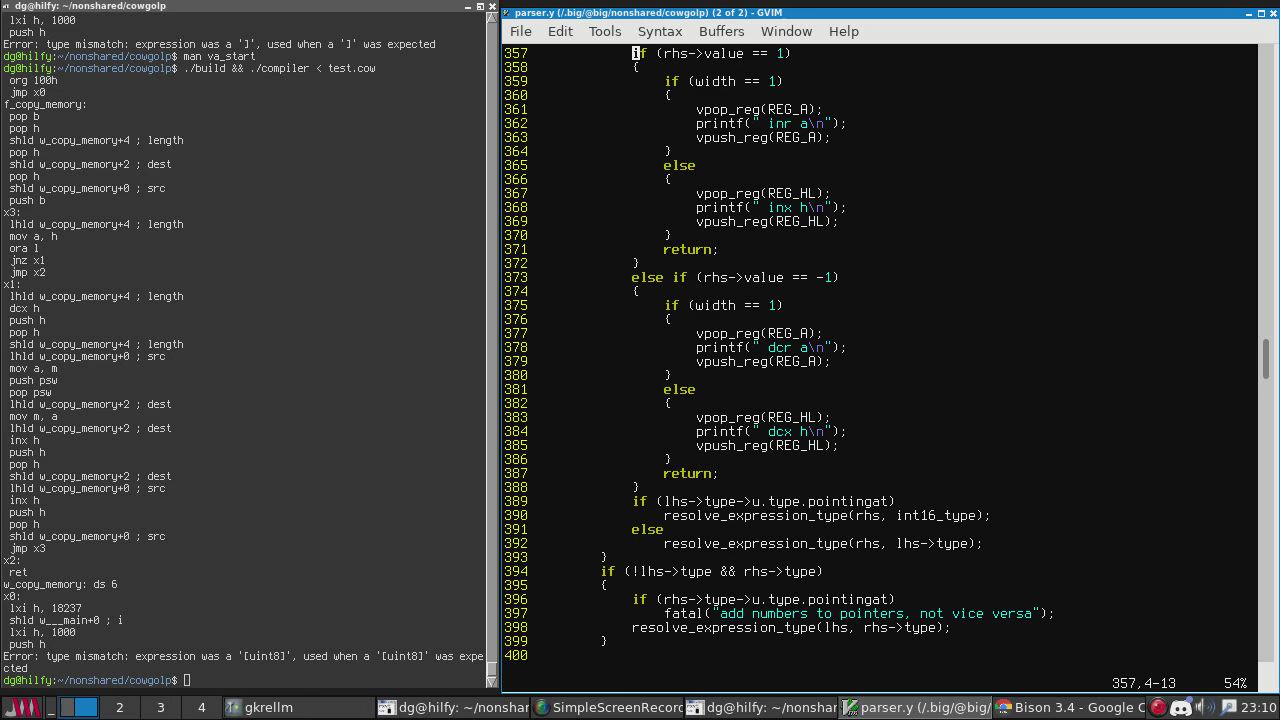 dg@hilfy: ~/nonshared/cowgolp
lxi h, 1000
push h
Error: type mismatch: expression was a ']', used when a ']' was expected
dg@hilfy:~/nonshared/cowgolp$ man va_start
dg@hilfy:~/nonshared/cowgolp$ ./build && ./compiler < test.cow
org 100h
jmp x0
f_copy_memory:
pop b
pop h
shld w_copy_memory+4 ; length
pop h
shld w_copy_memory+2 ; dest
pop h
shld w_copy_memory+0 ; src
push b
x3:
lhld w_copy_memory+4 ; length
mov a, h
ora l
jnz x1
jmp x2
x1:
lhld w_copy_memory+4 ; length
dcx h
push h
pop h
shld w_copy_memory+4 ; length
lhld w_copy_memory+0 ; src
mov a, m
push psw
pop psw
lhld w_copy_memory+2 ; dest
mov m, a
lhld w_copy_memory+2 ; dest
inx h
push h
pop h
shld w_copy_memory+2 ; dest
lhld w_copy_memory+0 ; src
inx h
push h
pop h
shld w_copy_memory+0 ; src
jmp x3
x2:
ret
w_copy_memory: ds 6
x0:
lxi h, 18237
shld w___main+0 ; i
lxi h, 1000
push h
Error: type mismatch: expression was a '[uint8]', used when a '[uint8]' was expe
cted
dg@hilfy:~/nonshared/cowgolp$
parser.y (/.big/@big/nonshared/cowgolp) (2 of 2) - GVIM
File Edit Tools Syntax Buffers Window Help
357 if (rhs->value == 1)
358 {
359 if (width == 1)
360 {
361 vpop_reg(REG_A);
362 printf(" inr a\n");
363 vpush_reg(REG_A);
364 }
365 else
366 {
367 vpop_reg(REG_HL);
368 printf(" inx h\n");
369 vpush_reg(REG_HL);
370 }
371 return;
372 }
373 else if (rhs->value == -1)
374 {
375 if (width == 1)
376 {
377 vpop_reg(REG_A);
378 printf(" dcr a\n");
379 vpush_reg(REG_A);
380 }
381 else
382 {
383 vpop_reg(REG_HL);
384 printf(" dcx h\n");
385 vpush_reg(REG_HL);
386 }
387 return;
388 }
389 if (lhs->type->u.type.pointingat)
390 resolve_expression_type(rhs, int16_type);
391 else
392 resolve_expression_type(rhs, lhs->type);
393 }
394 if (!lhs->type && rhs->type)
395 {
396 if (rhs->type->u.type.pointingat)
397 fatal("add numbers to pointers, not vice versa");
398 resolve_expression_type(lhs, rhs->type);
399 }
400
357,4-13 54%
2 3 4 gkrellm dg@hilfy: ~/nonshar SimpleScreenRecor dg@hilfy: ~/nonshar parser.y (/.big/@big/ Bison 3.4 - Google C 23:10